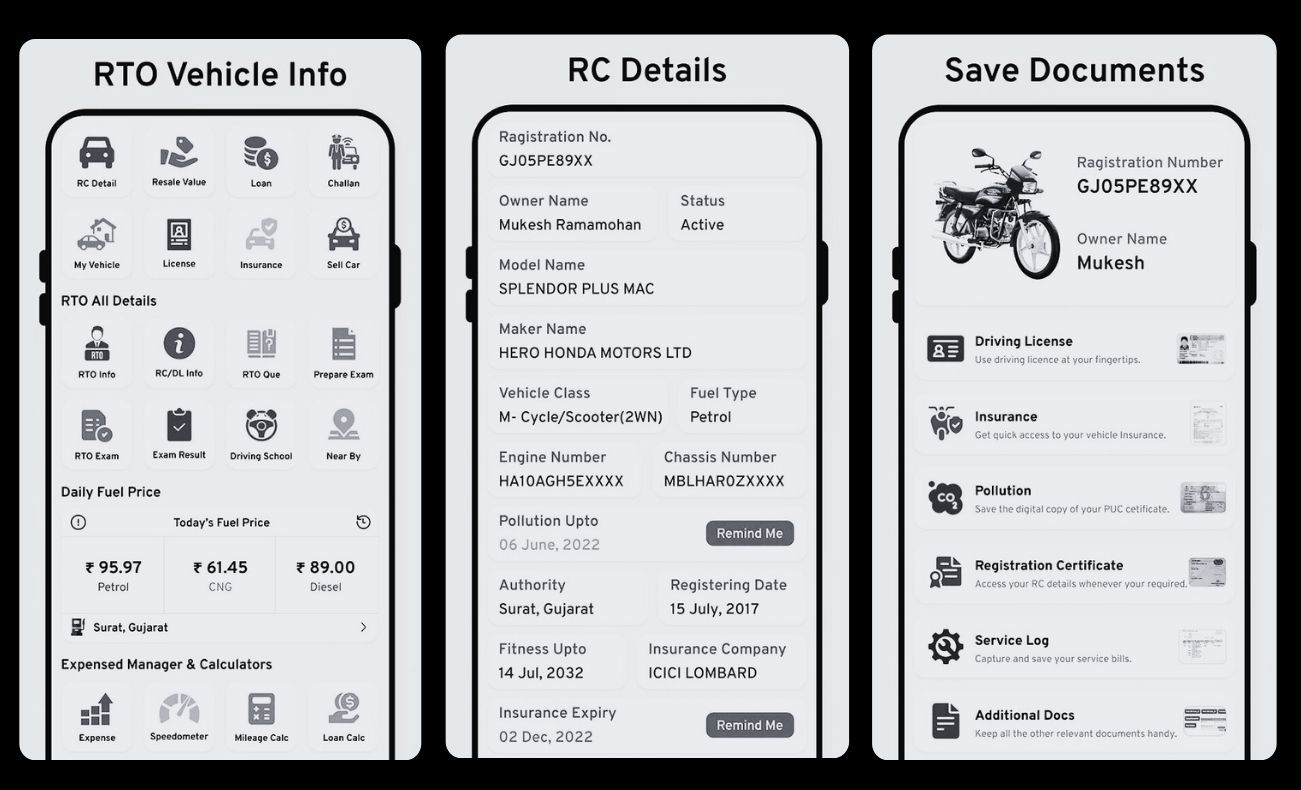 RTO Vehicle Info
RC Detail
Resale Value
Loan
Challan
My Vehicle
License
Insurance
Sell Car
RTO All Details
RTO
RTO Info
RC/DL Info
RTO Que
Prepare Exam
RTO Exam
Exam Result
Driving School
Near By
Daily Fuel Price
Today's Fuel Price
₹ 95.97
Petrol
₹ 61.45
CNG
₹ 89.00
Diesel
Surat, Gujarat
Expensed Manager & Calculators
Expense
Speedometer
Mileage Calc
Loan Calc
RC Details
Ragistration No.
GJ05PE89XX
Owner Name
Mukesh Ramamohan
Status
Active
Model Name
SPLENDOR PLUS MAC
Maker Name
HERO HONDA MOTORS LTD
Vehicle Class
M- Cycle/Scooter(2WN)
Fuel Type
Petrol
Engine Number
HA10AGH5EXXXX
Chassis Number
MBLHAR0ZXXXX
Pollution Upto
06 June, 2022
Remind Me
Authority
Surat, Gujarat
Registering Date
15 July, 2017
Fitness Upto
14 Jul, 2032
Insurance Company
ICICI LOMBARD
Insurance Expiry
02 Dec, 2022
Remind Me
Save Documents
Ragistration Number
GJ05PE89XX
Owner Name
Mukesh
Driving License
Use driving licence at your fingertips.
Insurance
Get quick access to your vehicle Insurance.
CO2
Pollution
Save the digital copy of your PUC cetificate.
Registration Certificate
Access your RC details whenever your required.
Service Log
Capture and save your service bills.
Additional Docs
Keep all the other relevant documents handy.